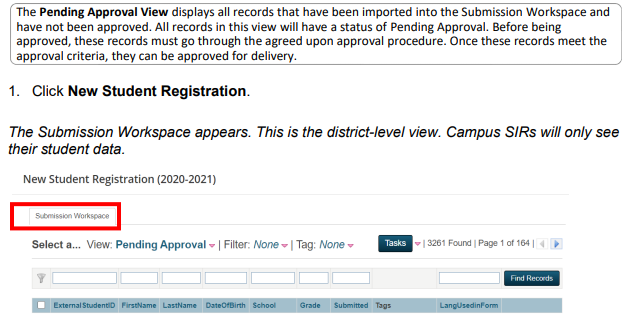 The Pending Approval View displays all records that have been imported into the Submission Workspace and
have not been approved. All records in this view will have a status of Pending Approval. Before being
approved, these records must go through the agreed upon approval procedure. Once these records meet the
approval criteria, they can be approved for delivery.
1. Click New Student Registration.
The Submission Workspace appears. This is the district-level view. Campus SIRs will only see
their student data.
New Student Registration (2020-2021)
Submission Workspace
Select a... View: Pending Approval | Filter: None | Tag: None Tasks | 3261 Found | Page 1 of 164 |
Find Records
ExternalStudentID FirstName LastName DateOfBirth School Grade Submitted Tags LangUsedinForm